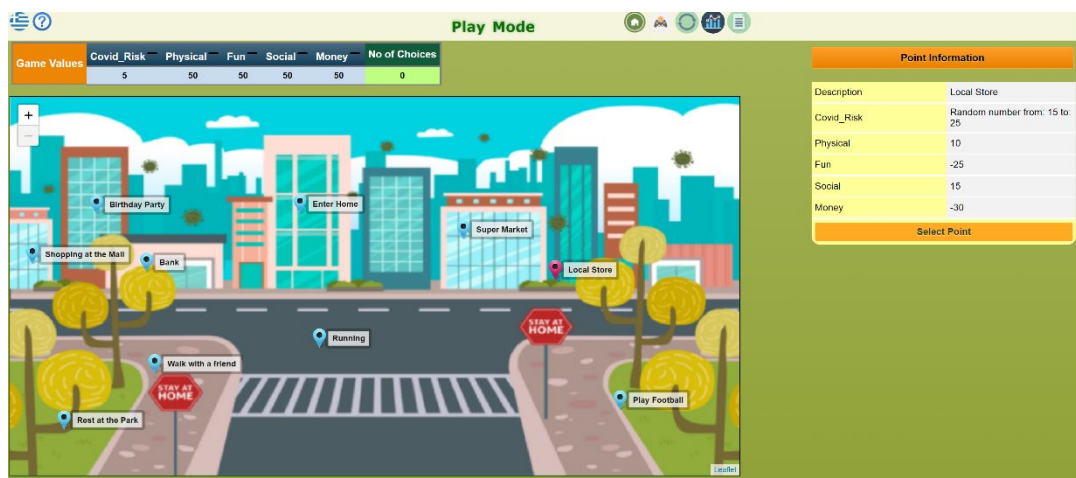 Play Mode
Game Values Covid_Risk Physical Fun Social Money No of Choices
5 50 50 50 50 0
Point Information
Description Local Store
Covid_Risk Random number from: 15 to: 25
Physical 10
Fun -25
Social 15
Money -30
Select Point
+
−
Birthday Party
Enter Home
Super Market
Shopping at the Mall
Bank
Local Store
STAY AT
HOME
Running
Walk with a friend
STAY AT
HOME
Play Football
Rest at the Park
Leaflet